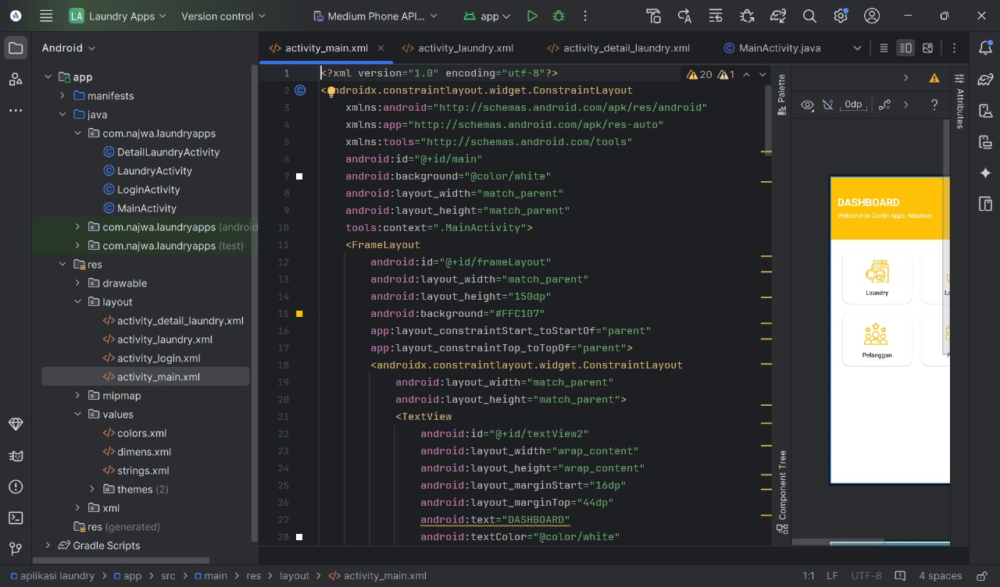 LA Laundry Apps Version control Medium Phone API... app
Android
activity_main.xml activity_laundry.xml activity_detail_laundry.xml MainActivity.java
app
manifests
java
com.najwa.laundryapps
DetailLaundryActivity
LaundryActivity
LoginActivity
MainActivity
com.najwa.laundryapps (android
com.najwa.laundryapps (test)
res
drawable
layout
activity_detail_laundry.xml
activity_laundry.xml
activity_login.xml
activity_main.xml
mipmap
values
colors.xml
dimens.xml
strings.xml
themes (2)
xml
res (generated)
Gradle Scripts
1 <?xml version="1.0" encoding="utf-8"?>
2 <androidx.constraintlayout.widget.ConstraintLayout
3 xmlns:android="http://schemas.android.com/apk/res/android"
4 xmlns:app="http://schemas.android.com/apk/res-auto"
5 xmlns:tools="http://schemas.android.com/tools"
6 android:id="@+id/main"
7 android:background="@color/white"
8 android:layout_width="match_parent"
9 android:layout_height="match_parent"
10 tools:context=".MainActivity">
11 <FrameLayout
12 android:id="@+id/frameLayout"
13 android:layout_width="match_parent"
14 android:layout_height="150dp"
15 android:background="#FFC107"
16 app:layout_constraintStart_toStartOf="parent"
17 app:layout_constraintTop_toTopOf="parent">
18 <androidx.constraintlayout.widget.ConstraintLayout
19 android:layout_width="match_parent"
20 android:layout_height="match_parent">
21 <TextView
22 android:id="@+id/textView2"
23 android:layout_width="wrap_content"
24 android:layout_height="wrap_content"
25 android:layout_marginStart="16dp"
26 android:layout_marginTop="44dp"
27 android:text="DASHBOARD"
28 android:textColor="@color/white"
20 1
Palette
Component Tree
0dp
?
Attributes
DASHBOARD
Welcome to CuciIn Apps, Masnoer
Laundry
La
Pelanggan
aplikasi laundry > app > src > main > res > layout > activity_main.xml
1:1 LF UTF-8 4 spaces